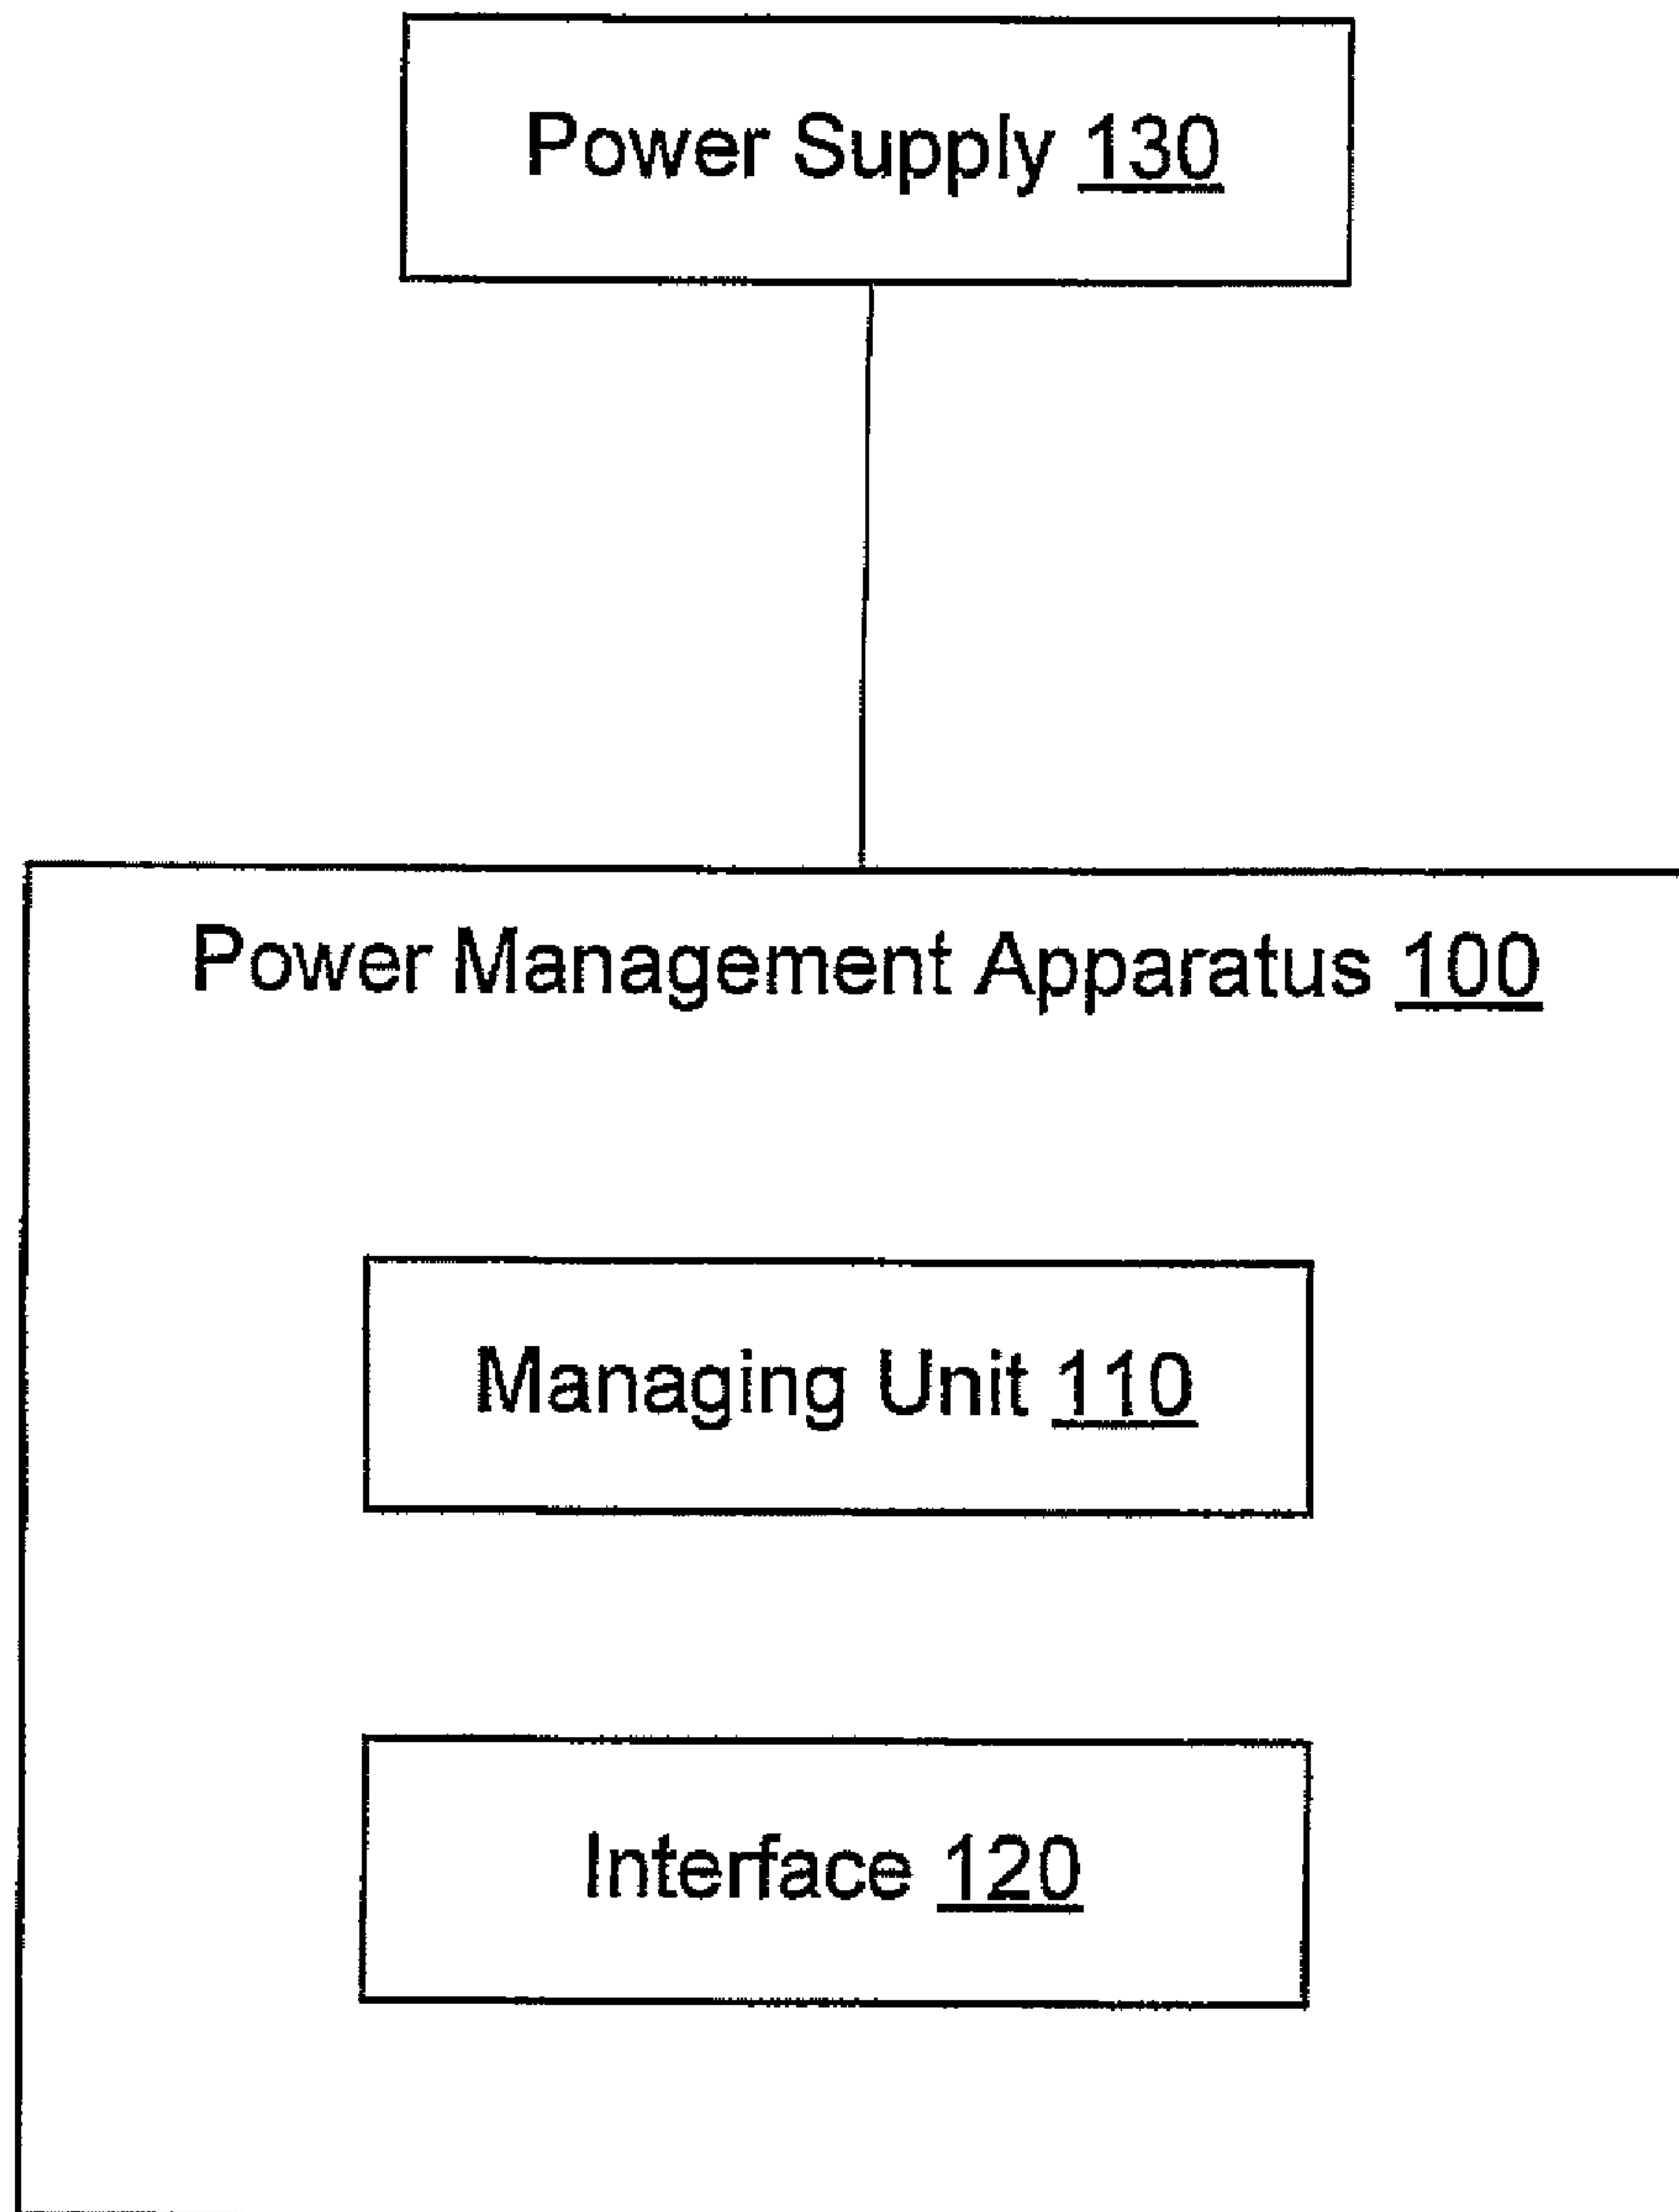 Power Supply 130
Power Management Apparatus 100
Managing Unit 110
Interface 120